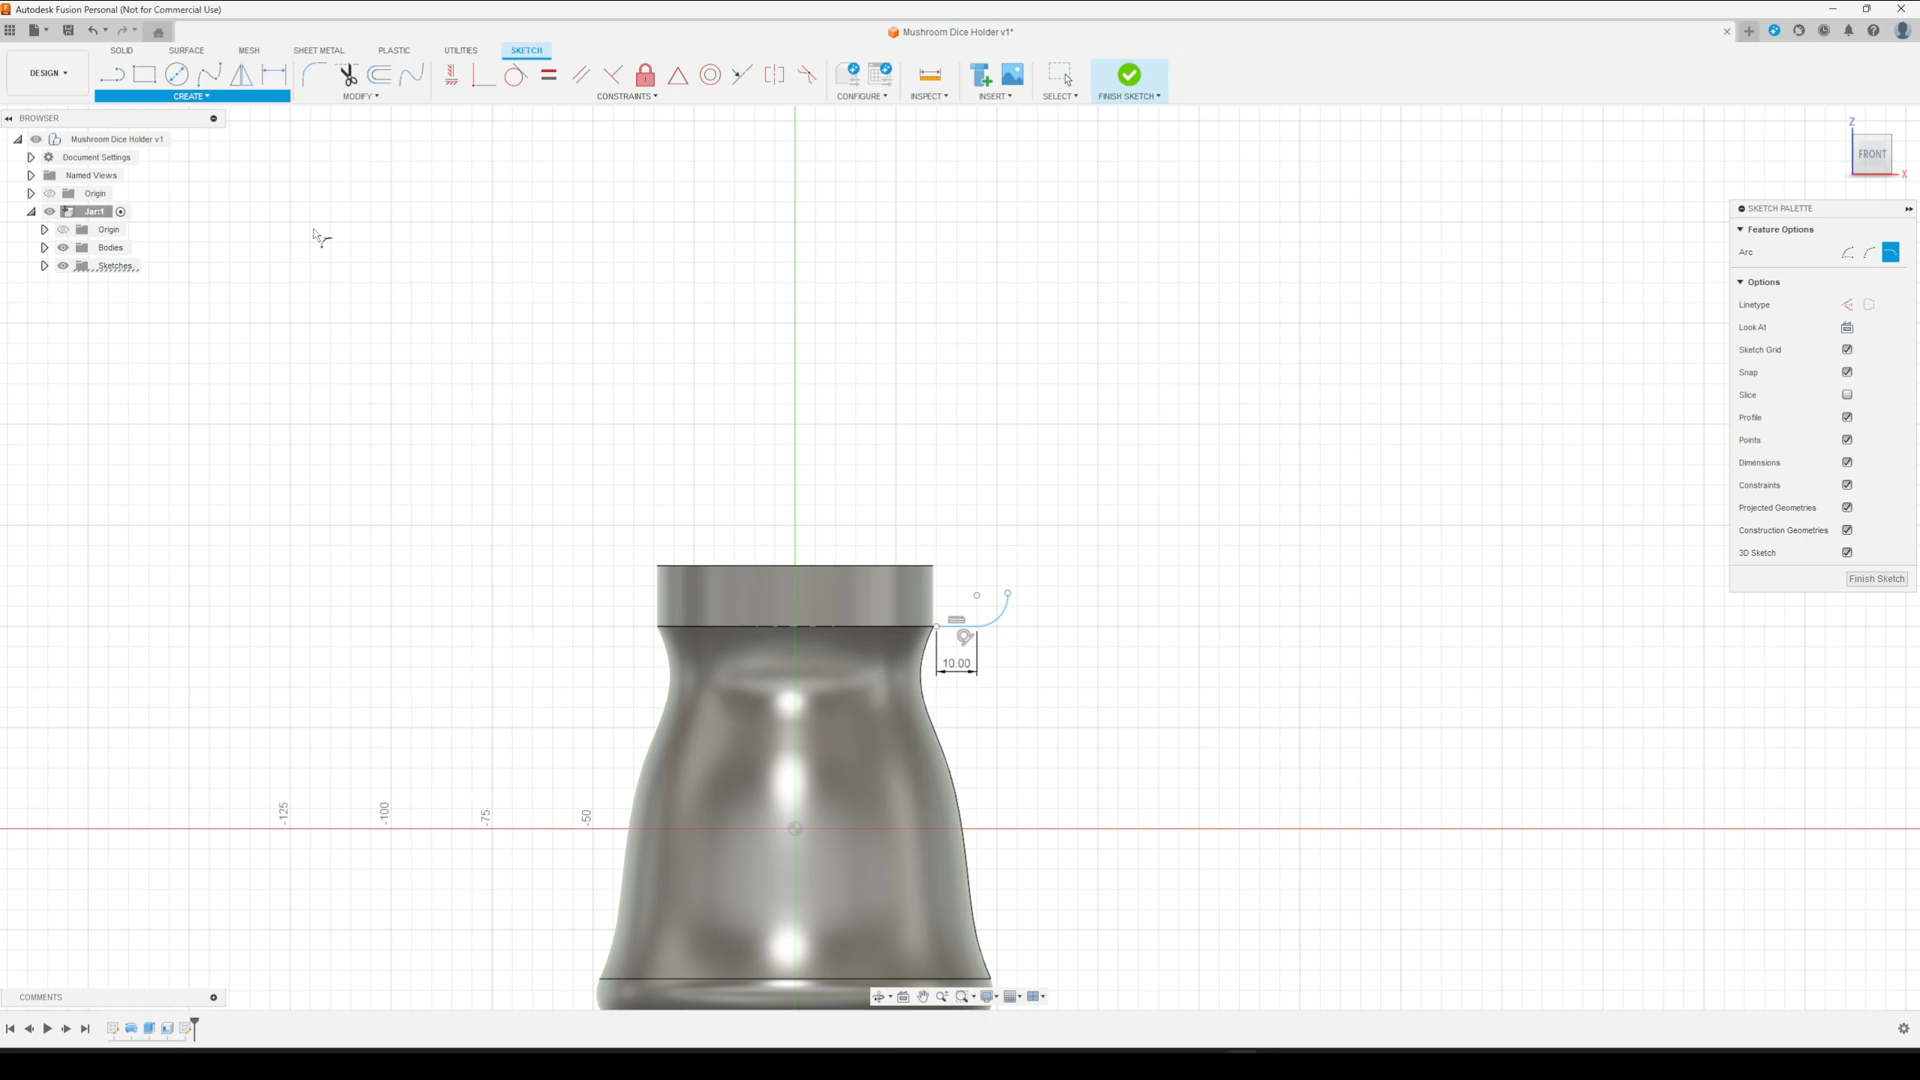 Autodesk Fusion Personal (Not for Commercial Use)
Mushroom Dice Holder v1*
SOLID SURFACE MESH SHEET METAL PLASTIC UTILITIES SKETCH
DESIGN
CREATE MODIFY CONSTRAINTS CONFIGURE INSPECT INSERT SELECT FINISH SKETCH
BROWSER
Mushroom Dice Holder v1
Document Settings
Named Views
Origin
Jar:1
Origin
Bodies
Sketches
Z
FRONT
X
SKETCH PALETTE
Feature Options
Arc
Options
Linetype
Look At
Sketch Grid
Snap
Slice
Profile
Points
Dimensions
Constraints
Projected Geometries
Construction Geometries
3D Sketch
Finish Sketch
10.00
-125
-100
-75
-50
COMMENTS